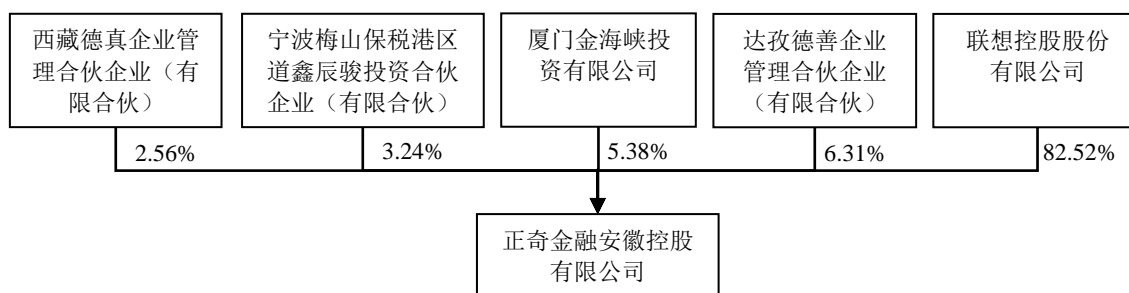 西藏德真企业管
理合伙企业（有
限合伙）
宁波梅山保税港区
道鑫辰骏投资合伙
企业（有限合伙）
厦门金海峡投
资有限公司
达孜德善企业
管理合伙企业
（有限合伙）
联想控股股份
有限公司
2.56%
3.24%
5.38%
6.31%
82.52%
正奇金融安徽控股
有限公司